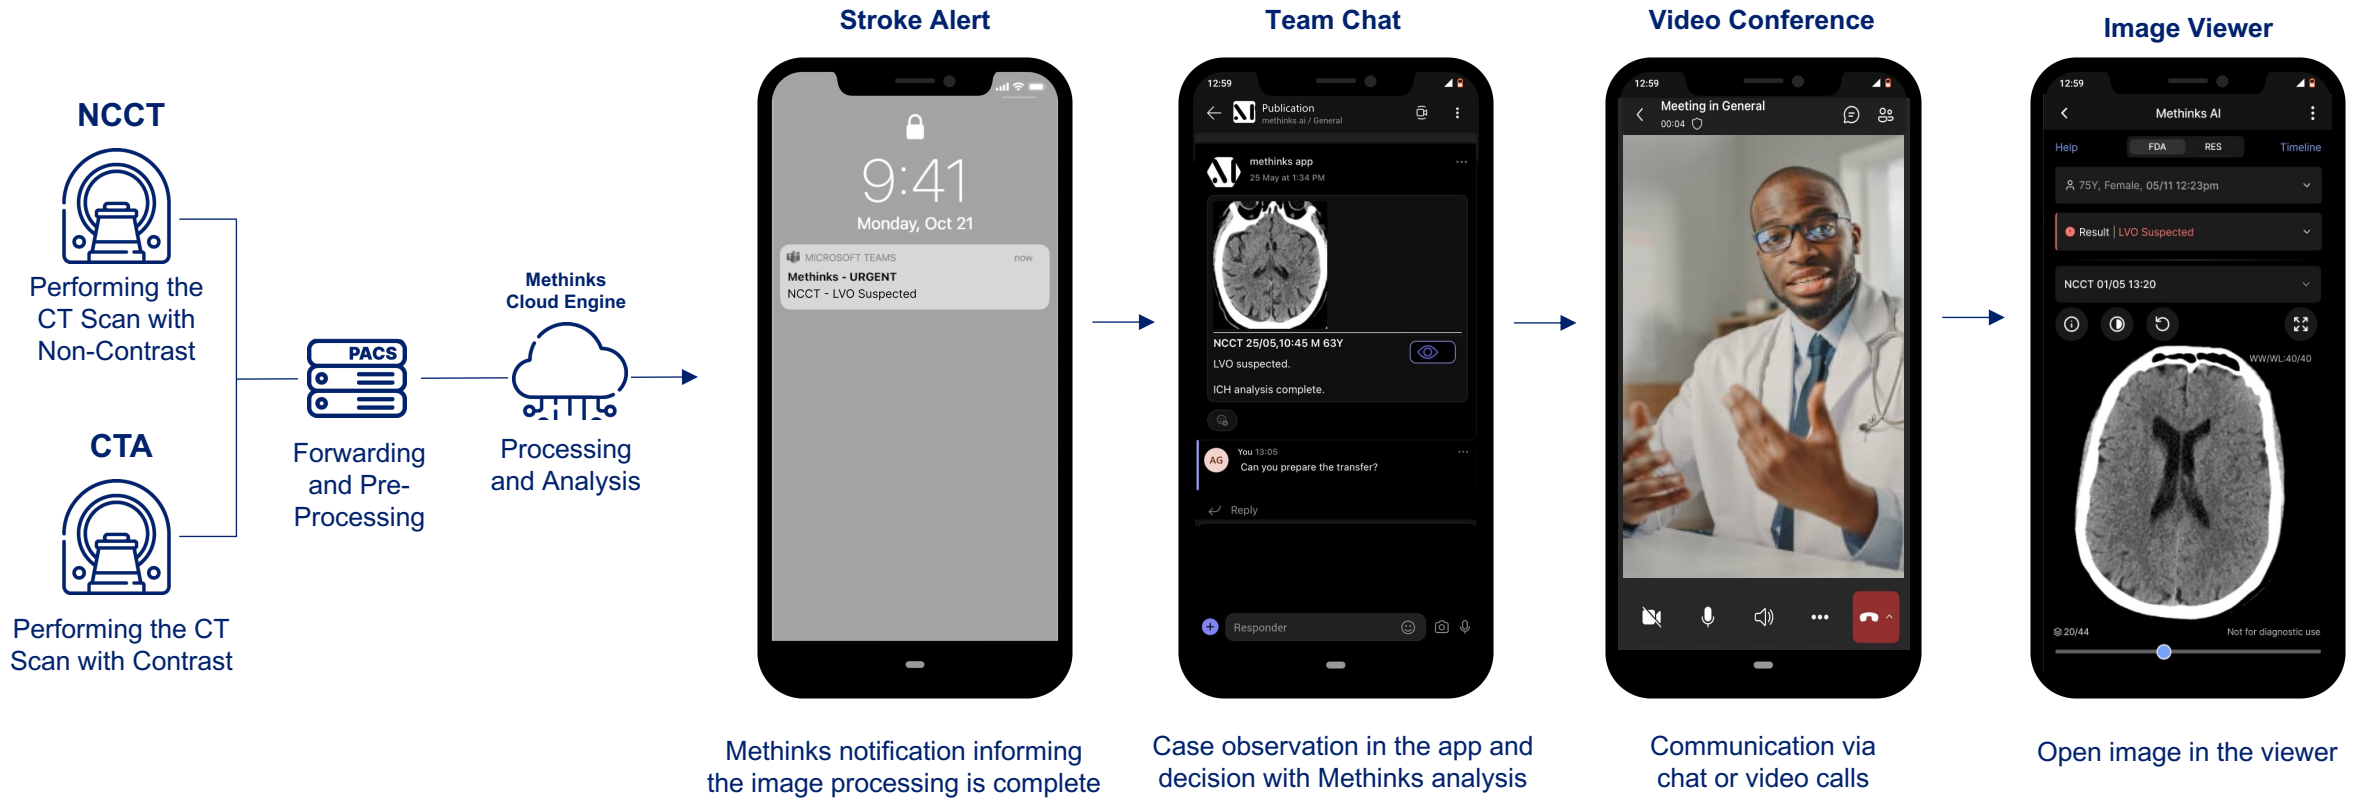 NCCT
Performing the
CT Scan with
Non-Contrast
CTA
Performing the CT
Scan with Contrast
PACS
Forwarding
and Pre-
Processing
Methinks
Cloud Engine
Processing
and Analysis
Stroke Alert
9:41
Monday, Oct 21
MICROSOFT TEAMS
now
Methinks - URGENT
NCCT - LVO Suspected
Methinks notification informing
the image processing is complete
Team Chat
12:59
Publication
methinks.ai / General
methinks app
25 May at 1:34 PM
NCCT 25/05,10:45 M 63Y
LVO suspected.
ICH analysis complete.
AG
You 13:05
Can you prepare the transfer?
Reply
Responder
Case observation in the app and
decision with Methinks analysis
Video Conference
12:59
Meeting in General
00:04
Communication via
chat or video calls
Image Viewer
12:59
Methinks AI
Help
FDA
RES
Timeline
75Y, Female, 05/11 12:23pm
Result | LVO Suspected
NCCT 01/05 13:20
WW/WL:40/40
20/44
Not for diagnostic use
Open image in the viewer